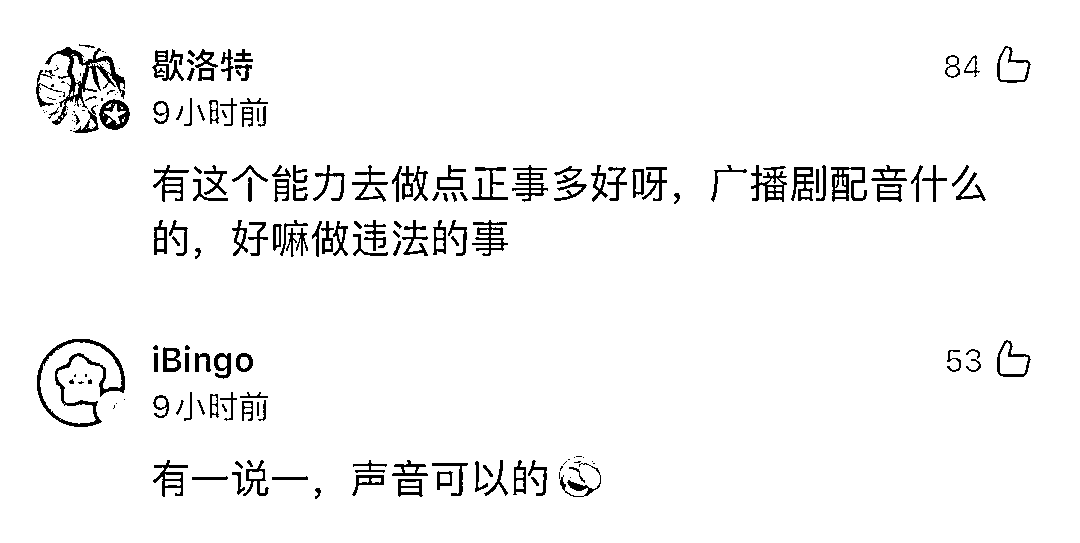 歇洛特
84
9小时前
有这个能力去做点正事多好呀，广播剧配音什么
的，好嘛做违法的事
iBingo
53
9小时前
有一说一，声音可以的